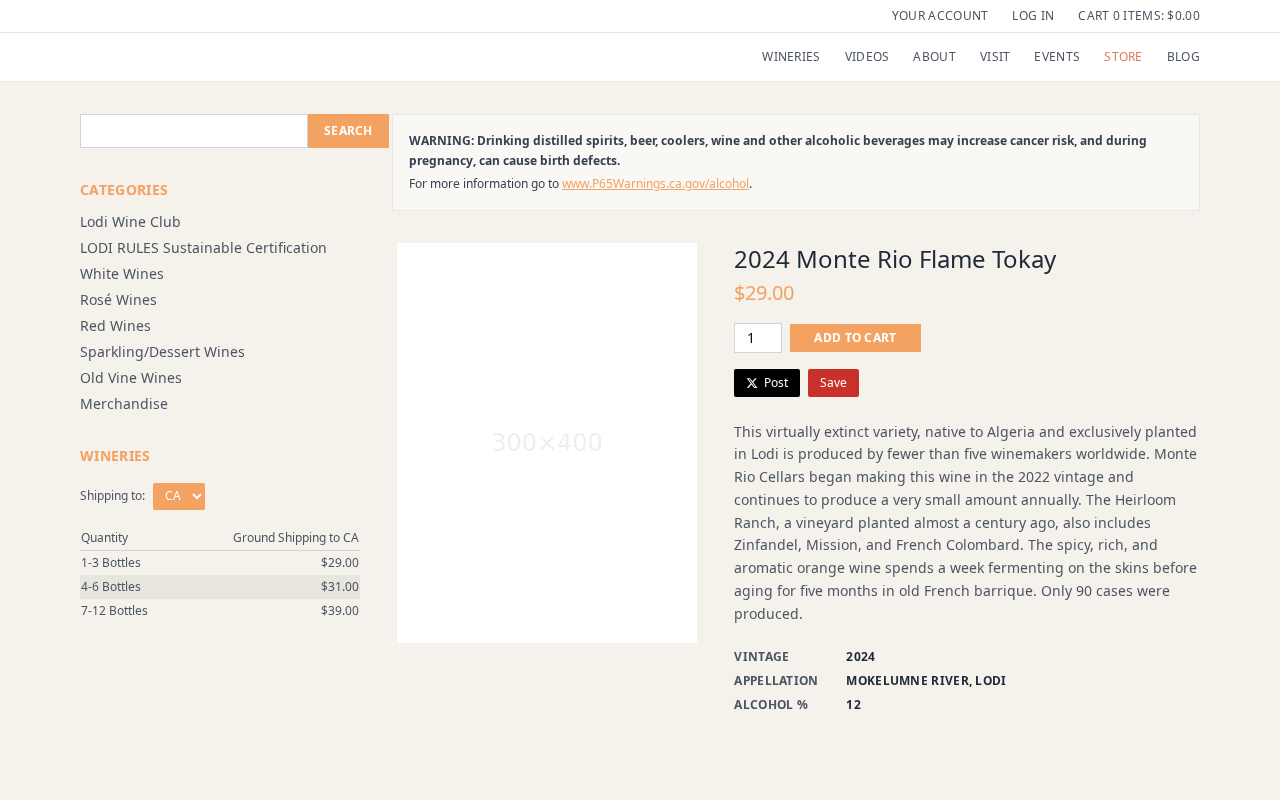 YOUR ACCOUNT LOG IN CART 0 ITEMS: $0.00
WINERIES VIDEOS ABOUT VISIT EVENTS STORE BLOG
SEARCH
CATEGORIES
Lodi Wine Club
LODI RULES Sustainable Certification
White Wines
Rosé Wines
Red Wines
Sparkling/Dessert Wines
Old Vine Wines
Merchandise
WINERIES
Shipping to: CA
Quantity Ground Shipping to CA
1-3 Bottles $29.00
4-6 Bottles $31.00
7-12 Bottles $39.00
WARNING: Drinking distilled spirits, beer, coolers, wine and other alcoholic beverages may increase cancer risk, and during
pregnancy, can cause birth defects.
For more information go to www.P65Warnings.ca.gov/alcohol.
300×400
2024 Monte Rio Flame Tokay
$29.00
1 ADD TO CART
Post Save
This virtually extinct variety, native to Algeria and exclusively planted
in Lodi is produced by fewer than five winemakers worldwide. Monte
Rio Cellars began making this wine in the 2022 vintage and
continues to produce a very small amount annually. The Heirloom
Ranch, a vineyard planted almost a century ago, also includes
Zinfandel, Mission, and French Colombard. The spicy, rich, and
aromatic orange wine spends a week fermenting on the skins before
aging for five months in old French barrique. Only 90 cases were
produced.
VINTAGE 2024
APPELLATION MOKELUMNE RIVER, LODI
ALCOHOL % 12